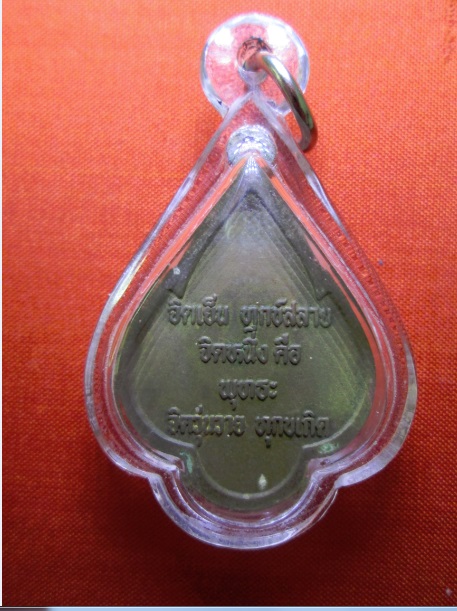 จิตเย็น ทุกข์สลาย
จิตหนึ่ง คือ
พุทธะ
จิตวุ่นวาย ทุกขเกิด